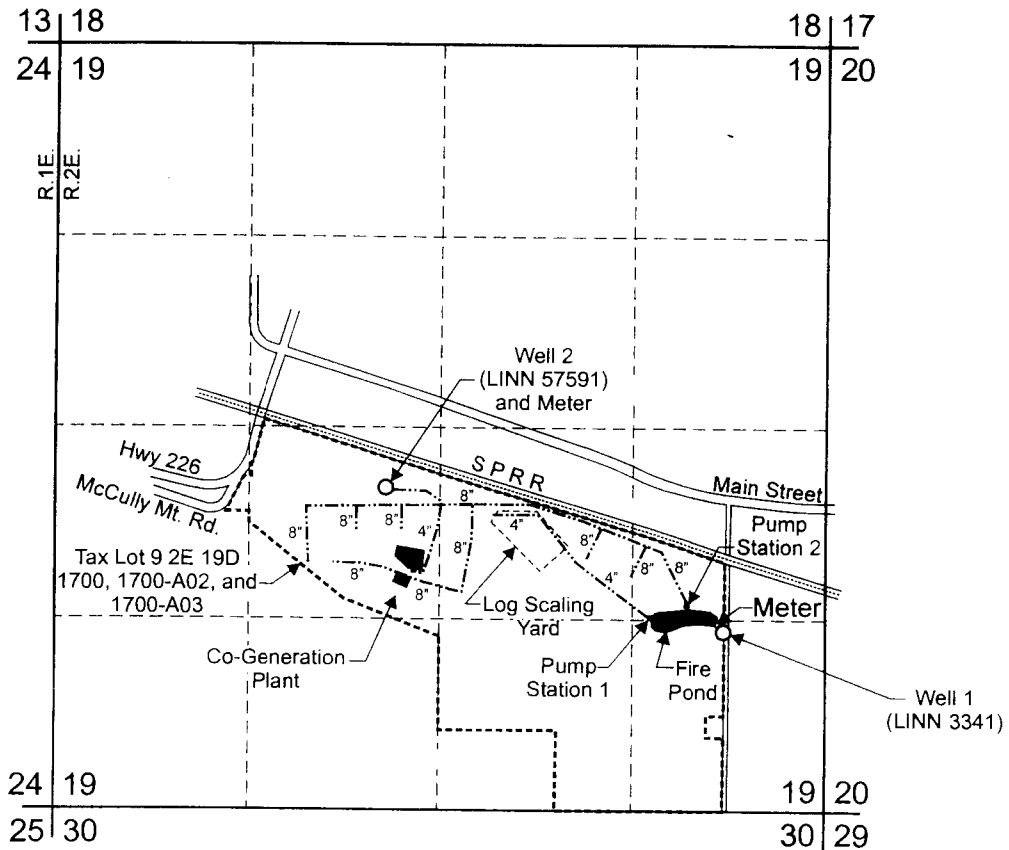 13 18
18 17
24 19
19 20
R.1E.
R.2E.
Well 2
(LINN 57591)
and Meter
Hwy 226
McCully Mt. Rd.
S P R R
Main Street
8"
8"
8"
8"
4"
8"
4"
8"
8"
8"
4"
8"
8"
Pump
Station 2
Tax Lot 9 2E 19D
1700, 1700-A02, and
1700-A03
Log Scaling
Yard
Meter
Co-Generation
Plant
Pump
Station 1
Fire
Pond
Well 1
(LINN 3341)
24 19
19 20
25 30
30 29